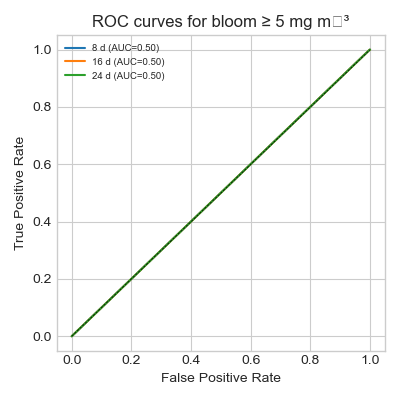 ROC curves for bloom ≥ 5 mg m□³
8 d (AUC=0.50)
16 d (AUC=0.50)
24 d (AUC=0.50)
1.0
0.8
0.6
0.4
0.2
0.0
True Positive Rate
0.0 0.2 0.4 0.6 0.8 1.0
False Positive Rate